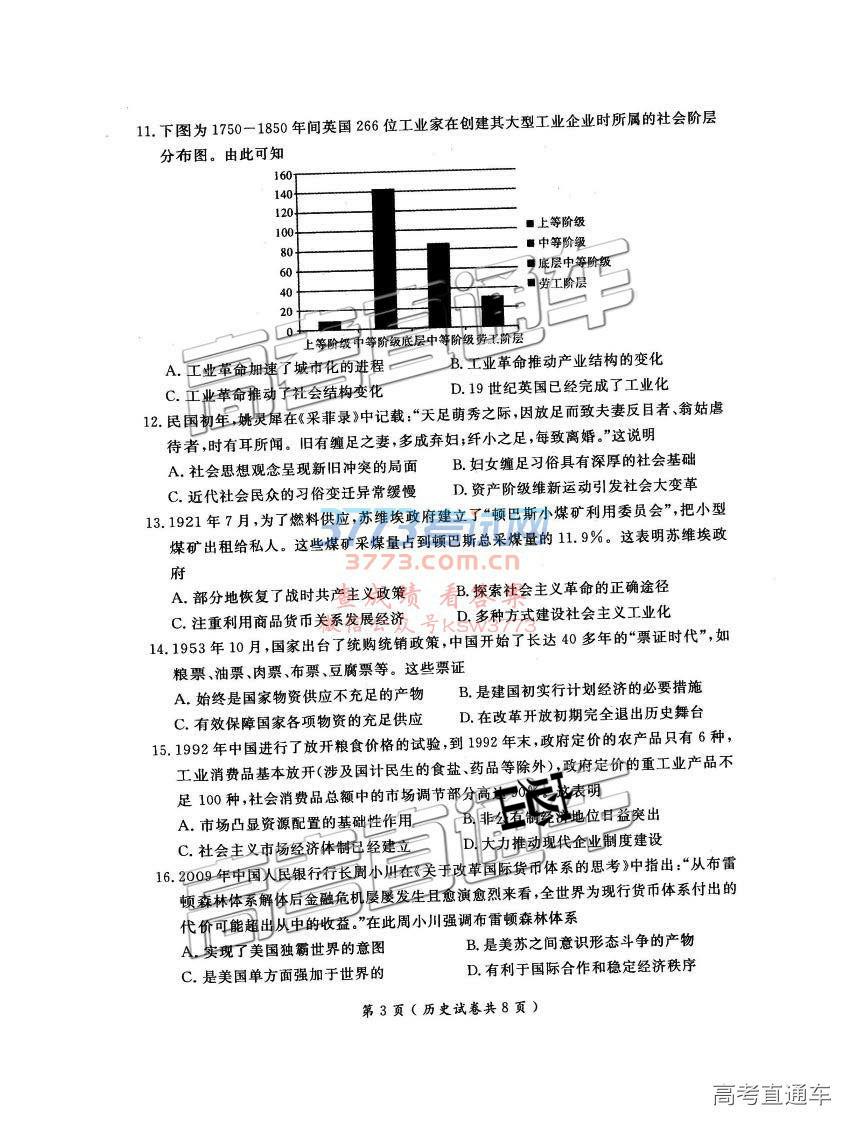 11.下图为1750－1850年间英国266位工业家在创建其大型工业企业时所属的社会阶层
分布图。由此可知
160
140
120
100
80
60
40
20
0
上等阶级 中等阶级 底层中等阶级 劳工阶层
■上等阶级
■中等阶级
■底层中等阶级
■劳工阶层
A.工业革命加速了城市化的进程 B.工业革命推动产业结构的变化
C.工业革命推动了社会结构变化 D.19世纪英国已经完成了工业化
12.民国初年,姚灵犀在《采菲录》中记载:“天足萌秀之际,因放足而致夫妻反目者、翁姑虐
待者,时有耳所闻。旧有缠足之妻,多成弃妇;纤小之足,每致离婚。”这说明
A.社会思想观念呈现新旧冲突的局面 B.妇女缠足习俗具有深厚的社会基础
C.近代社会民众的习俗变迁异常缓慢 D.资产阶级维新运动引发社会大变革
13.1921年7月,为了燃料供应,苏维埃政府建立了“顿巴斯小煤矿利用委员会”,把小型
煤矿出租给私人。这些煤矿采煤量占到顿巴斯总采煤量的11.9%。这表明苏维埃政
府
A.部分地恢复了战时共产主义政策 B.探索社会主义革命的正确途径
C.注重利用商品货币关系发展经济 D.多种方式建设社会主义工业化
14.1953年10月,国家出台了统购统销政策,中国开始了长达40多年的“票证时代”,如
粮票、油票、肉票、布票、豆腐票等。这些票证
A.始终是国家物资供应不充足的产物 B.是建国初实行计划经济的必要措施
C.有效保障国家各项物资的充足供应 D.在改革开放初期完全退出历史舞台
15.1992年中国进行了放开粮食价格的试验,到1992年末,政府定价的农产品只有6种,
工业消费品基本放开(涉及国计民生的食盐、药品等除外),政府定价的重工业产品不
足100种,社会消费品总额中的市场调节部分高达90%。这表明
A.市场凸显资源配置的基础性作用 B.非公有制经济地位日益突出
C.社会主义市场经济体制已经建立 D.大力推动现代企业制度建设
16.2009年中国人民银行行长周小川在《关于改革国际货币体系的思考》中指出:“从布雷
顿森林体系解体后金融危机屡屡发生且愈演愈烈来看,全世界为现行货币体系付出的
代价可能超出从中的收益。”在此周小川强调布雷顿森林体系
A.实现了美国独霸世界的意图 B.是美苏之间意识形态斗争的产物
C.是美国单方面强加于世界的 D.有利于国际合作和稳定经济秩序
第3页(历史试卷共8页)
高考直通车
高考直通车
3773考试网
3773.com.cn
查成绩 看答案
微信公众号KSW3773
高考直通车